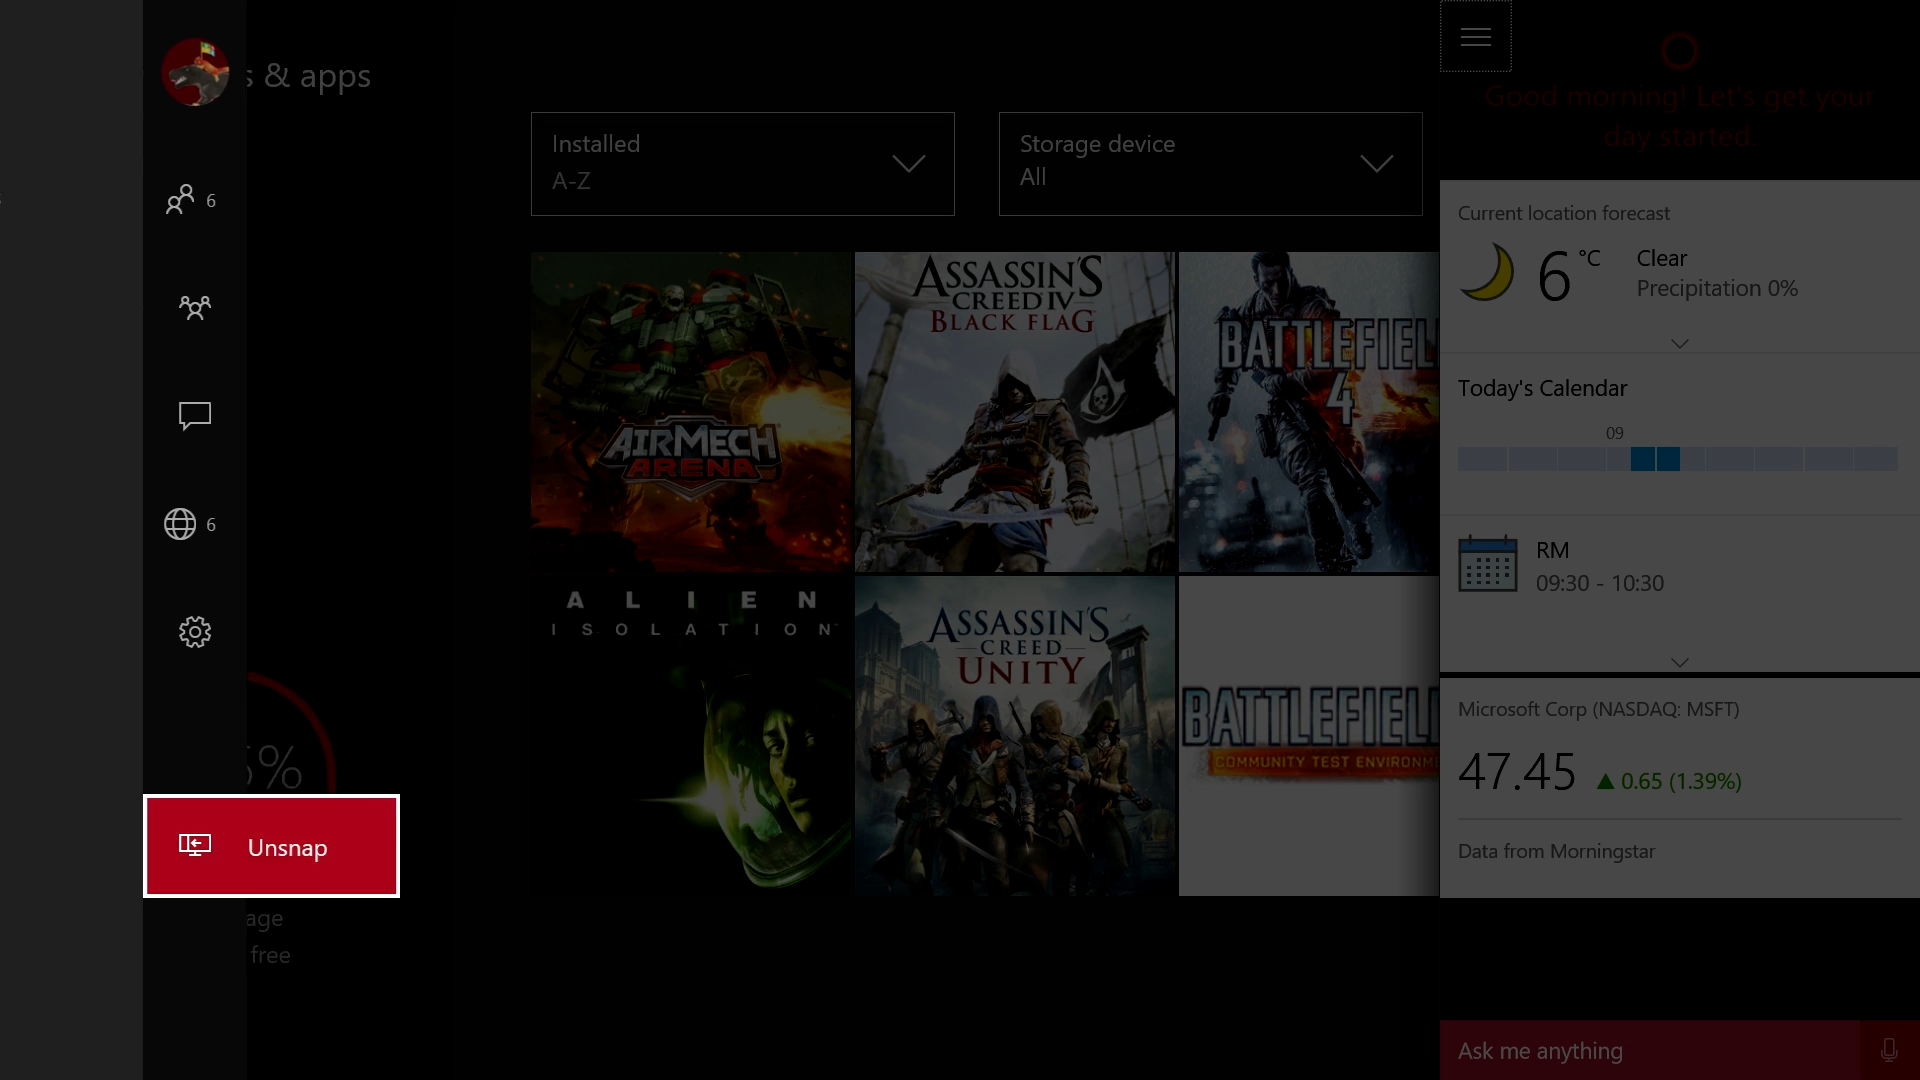 s & apps
6
6
5%
Unsnap
age
free
Installed
A-Z
Storage device
All
AIRMECH
ARENA
ASSASSIN'S
CREED IV
BLACK FLAG
BATTLEFIEL
4
ALIEN
ISOLATION
ASSASSIN'S
CREED
UNITY
BATTLEFIEL
COMMUNITY TEST ENVIRONME
Good morning! Let's get your
day started.
Current location forecast
6 °C
Clear
Precipitation 0%
Today's Calendar
09
RM
09:30 - 10:30
Microsoft Corp (NASDAQ: MSFT)
47.45 ▲ 0.65 (1.39%)
Data from Morningstar
Ask me anything